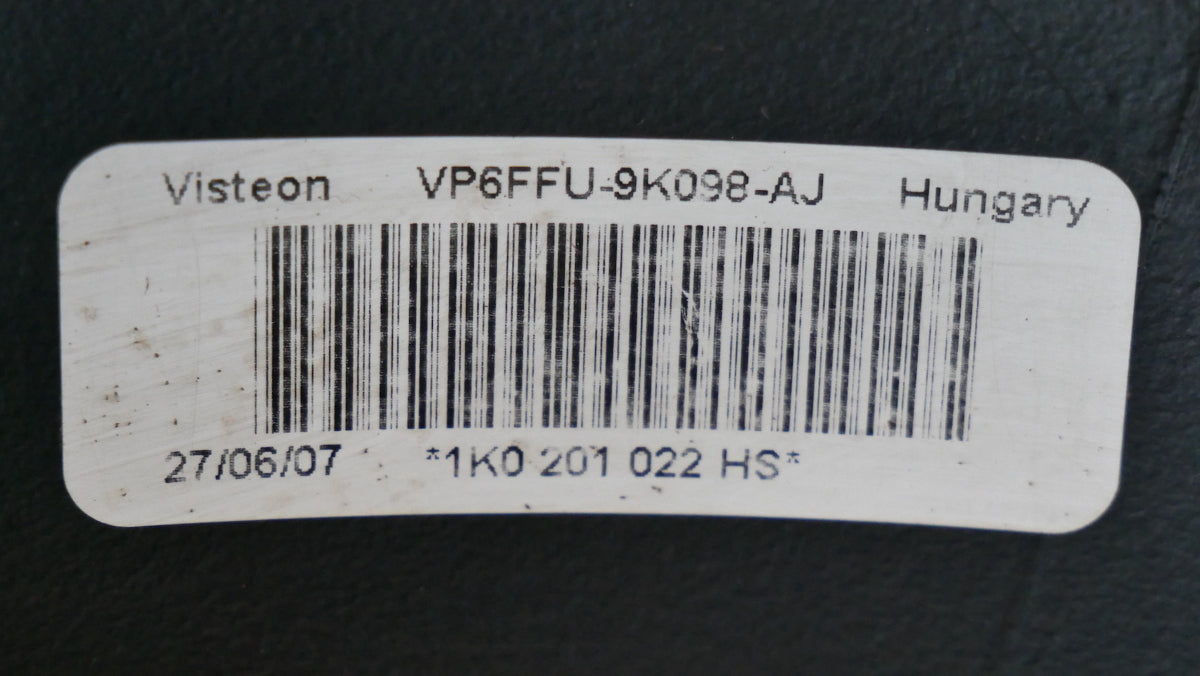 Visteon VP6FFU-9K098-AJ Hungary
27/06/07 *1K0 201 022 HS*